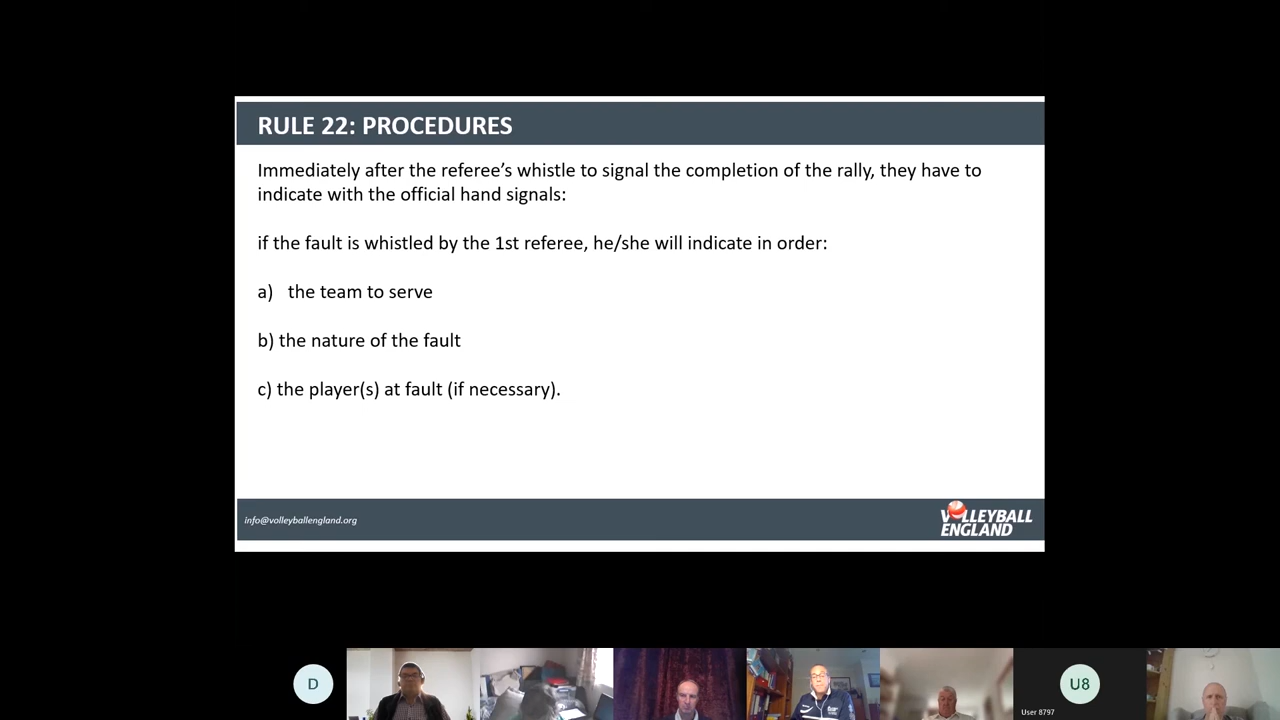 RULE 22: PROCEDURES
Immediately after the referee’s whistle to signal the completion of the rally, they have to
indicate with the official hand signals:
if the fault is whistled by the 1st referee, he/she will indicate in order:
a) the team to serve
b) the nature of the fault
c) the player(s) at fault (if necessary).
info@volleyballengland.org
VOLLEYBALL
ENGLAND
D
U8
User 8797